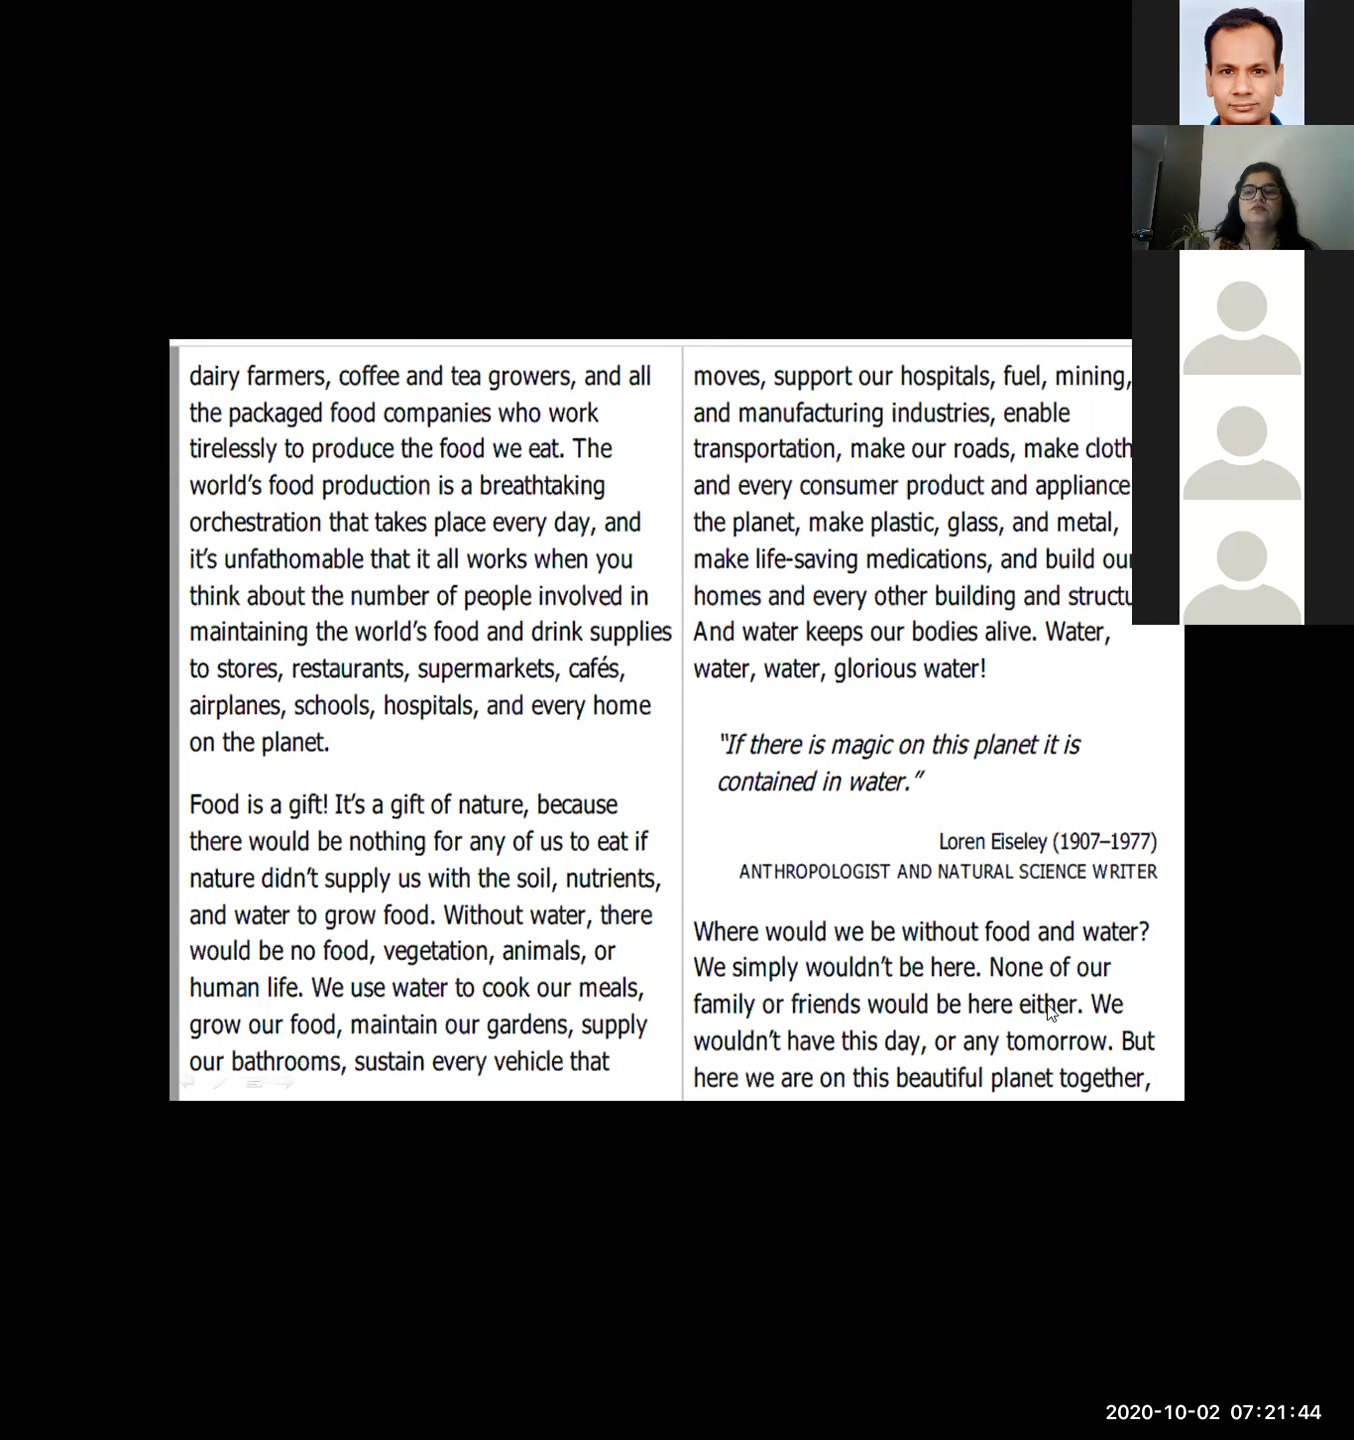 dairy farmers, coffee and tea growers, and all
the packaged food companies who work
tirelessly to produce the food we eat. The
world’s food production is a breathtaking
orchestration that takes place every day, and
it’s unfathomable that it all works when you
think about the number of people involved in
maintaining the world’s food and drink supplies
to stores, restaurants, supermarkets, cafés,
airplanes, schools, hospitals, and every home
on the planet.
Food is a gift! It’s a gift of nature, because
there would be nothing for any of us to eat if
nature didn’t supply us with the soil, nutrients,
and water to grow food. Without water, there
would be no food, vegetation, animals, or
human life. We use water to cook our meals,
grow our food, maintain our gardens, supply
our bathrooms, sustain every vehicle that
moves, support our hospitals, fuel, mining,
and manufacturing industries, enable
transportation, make our roads, make cloth
and every consumer product and appliance
the planet, make plastic, glass, and metal,
make life-saving medications, and build our
homes and every other building and structu
And water keeps our bodies alive. Water,
water, water, glorious water!
“If there is magic on this planet it is
contained in water.”
Loren Eiseley (1907–1977)
ANTHROPOLOGIST AND NATURAL SCIENCE WRITER
Where would we be without food and water?
We simply wouldn’t be here. None of our
family or friends would be here either. We
wouldn’t have this day, or any tomorrow. But
here we are on this beautiful planet together,
2020-10-02 07:21:44